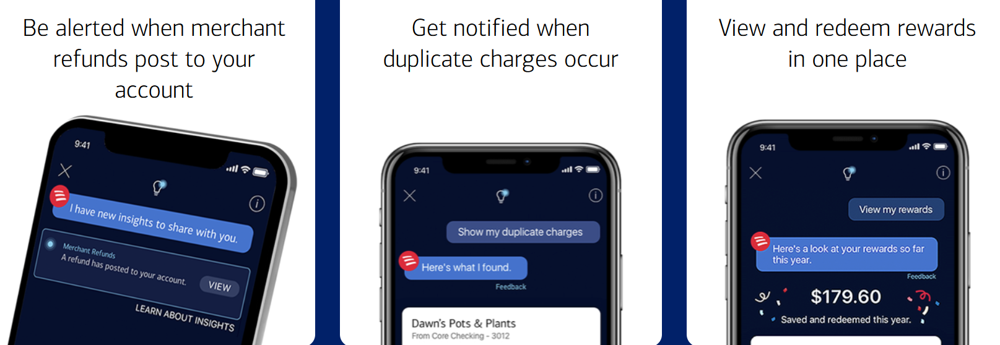 Be alerted when merchant
refunds post to your
account
9:41
I have new insights to share with you.
Merchant Refunds
A refund has posted to your account.
VIEW
LEARN ABOUT INSIGHTS
Get notified when
duplicate charges occur
9:41
Show my duplicate charges
Here's what I found.
Feedback
Dawn's Pots & Plants
From Core Checking - 3012
View and redeem rewards
in one place
9:41
View my rewards
Here's a look at your rewards so far
this year.
Feedback
$179.60
Saved and redeemed this year.